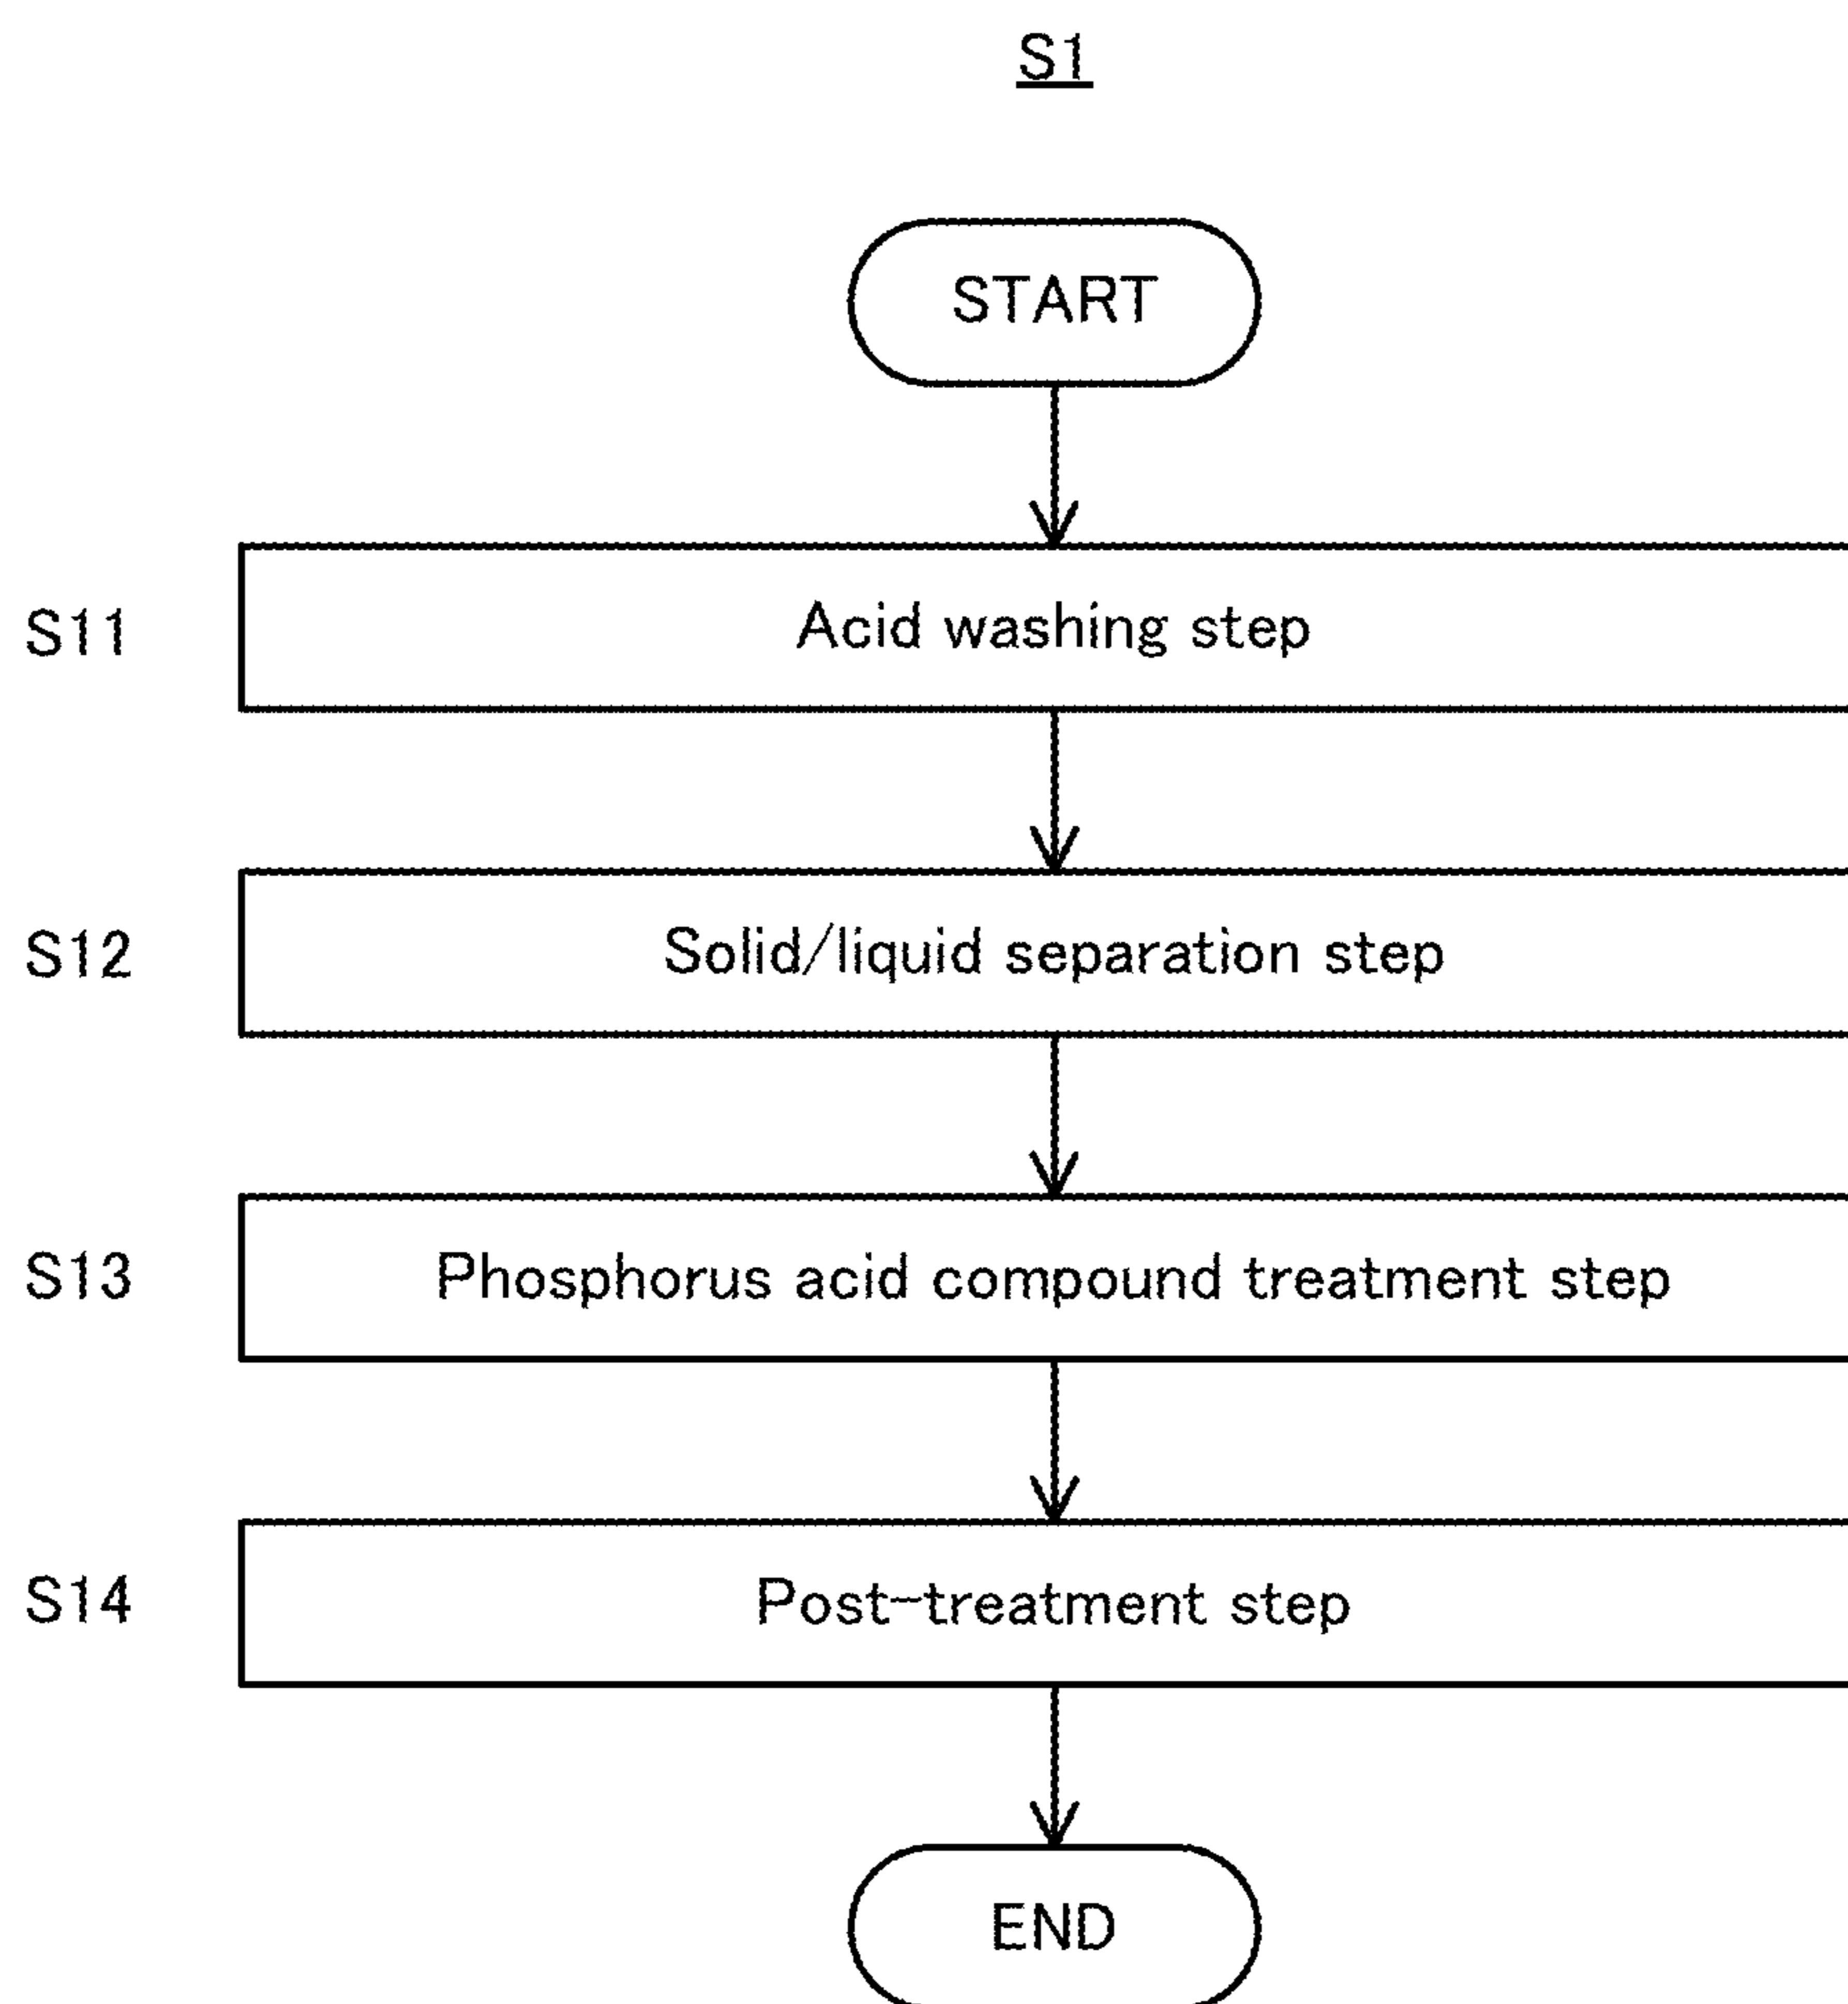 S1
START
S11 Acid washing step
S12 Solid/liquid separation step
S13 Phosphorus acid compound treatment step
S14 Post-treatment step
END